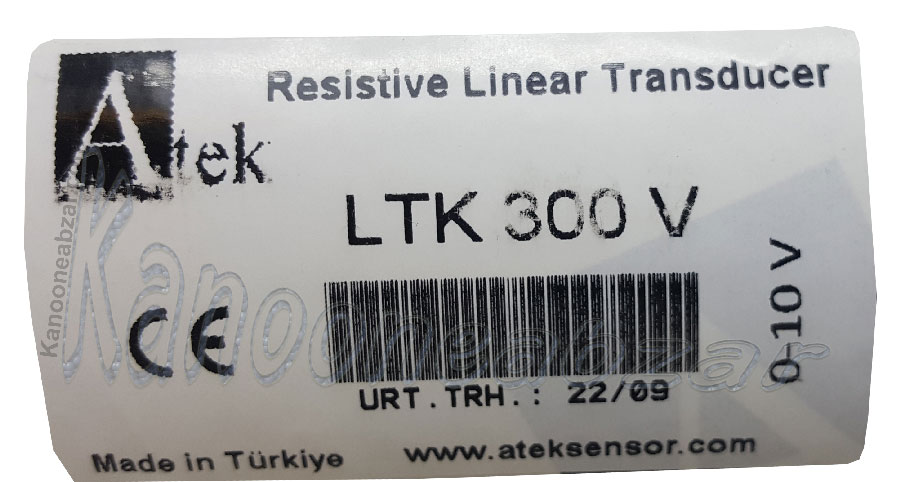 Atek
Resistive Linear Transducer
LTK 300 V
0-10 V
CE
URT.TRH.: 22/09
Made in Türkiye
www.ateksensor.com
Kanooneabzar
Kanooneabzar